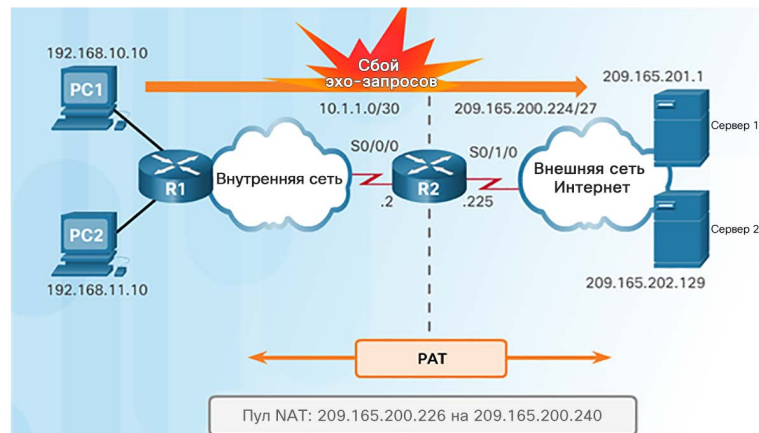 Сбой
эхо-запросов
192.168.10.10
PC1
10.1.1.0/30
209.165.200.224/27
209.165.201.1
Сервер 1
S0/0/0
S0/1/0
R1
Внутренняя сеть
R2
Внешняя сеть
Интернет
.2
.225
PC2
Сервер 2
192.168.11.10
209.165.202.129
PAT
Пул NAT: 209.165.200.226 на 209.165.200.240